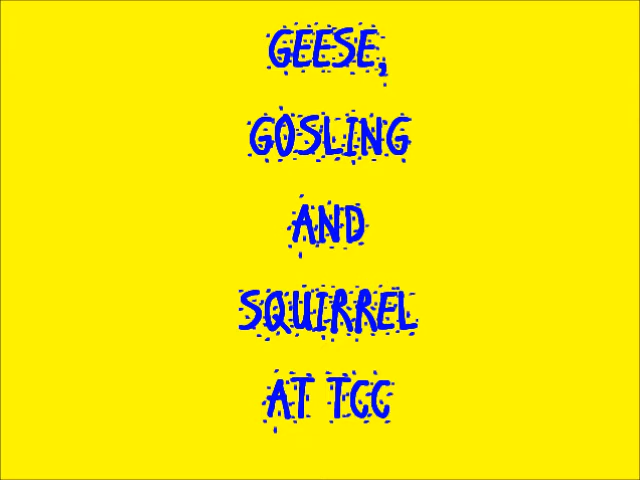 GEESE,
GOSLING
AND
SQUIRREL
AT TCC